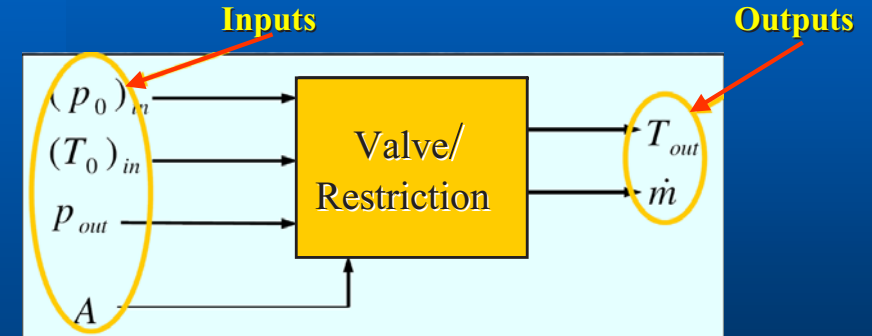 Inputs
Outputs
(p₀)ᵢₙ
(T₀)ᵢₙ
pₒᵤₜ
A
Valve/
Restriction
Tₒᵤₜ
ṁ